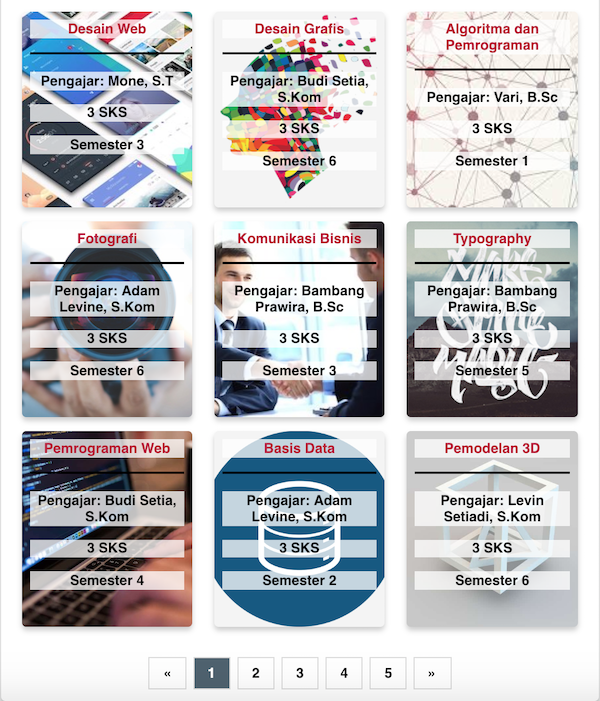 Desain Web
Pengajar: Mone, S.T
3 SKS
Semester 3
Desain Grafis
Pengajar: Budi Setia,
S.Kom
3 SKS
Semester 6
Algoritma dan
Pemrograman
Pengajar: Vari, B.Sc
3 SKS
Semester 1
Fotografi
Pengajar: Adam
Levine, S.Kom
3 SKS
Semester 6
Komunikasi Bisnis
Pengajar: Bambang
Prawira, B.Sc
3 SKS
Semester 3
Typography
Pengajar: Bambang
Prawira, B.Sc
3 SKS
Semester 5
Pemrograman Web
Pengajar: Budi Setia,
S.Kom
3 SKS
Semester 4
Basis Data
Pengajar: Adam
Levine, S.Kom
3 SKS
Semester 2
Pemodelan 3D
Pengajar: Levin
Setiadi, S.Kom
3 SKS
Semester 6
« 1 2 3 4 5 »